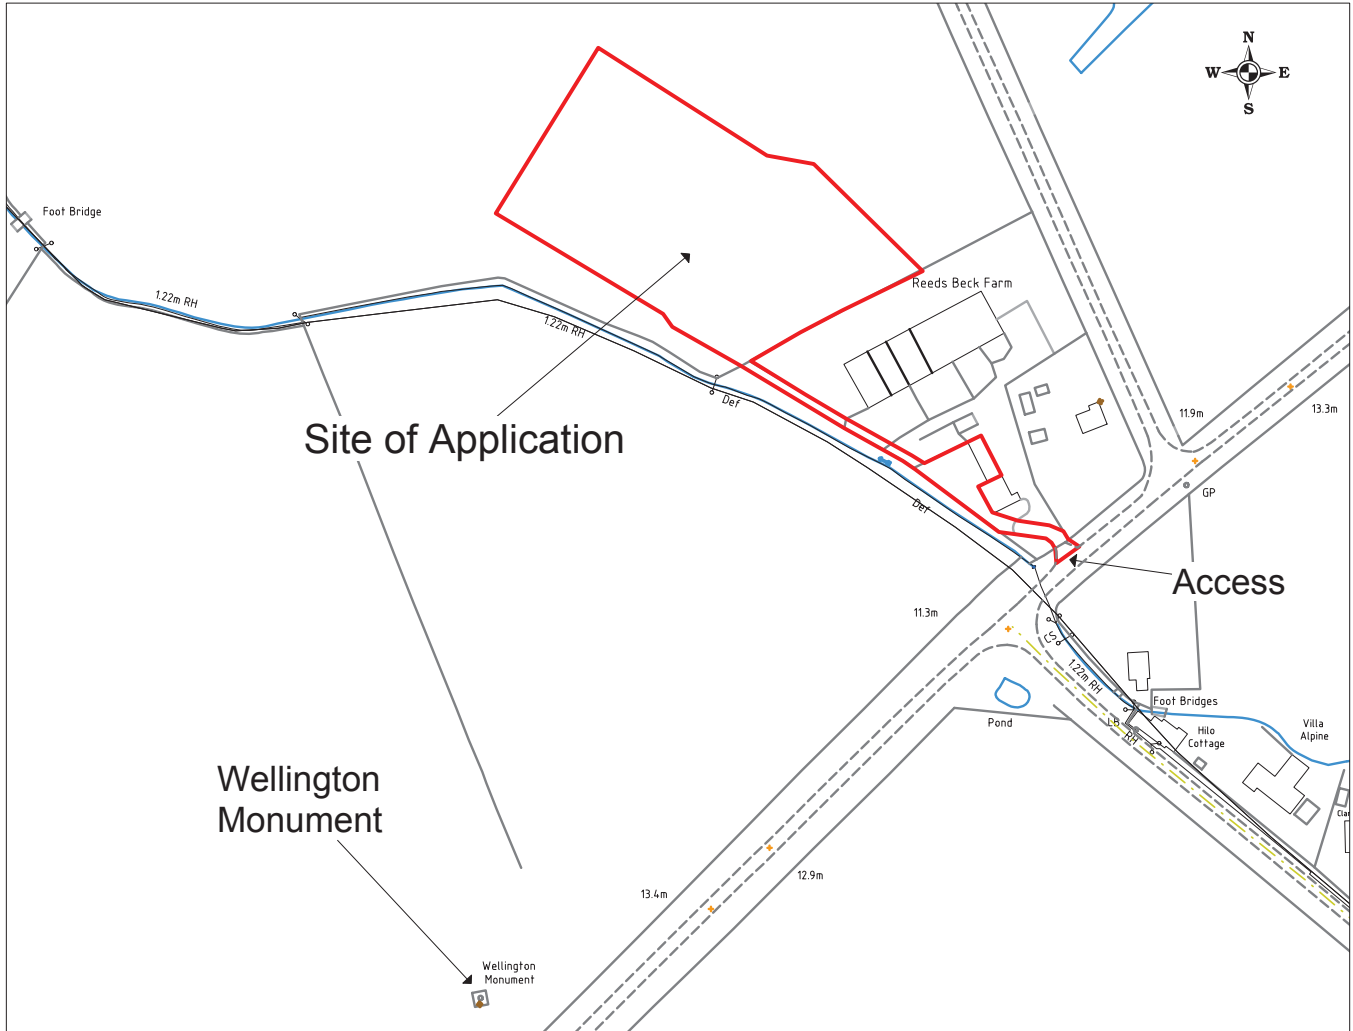 N
W E
S
Foot Bridge
1.22m RH
1.22m RH
Reeds Beck Farm
Site of Application
Def
Def
11.9m
13.3m
GP
Access
11.3m
CS
1.22m RH
Foot Bridges
Pond
LB
RH
Hilo
Cottage
Villa
Alpine
Wellington
Monument
13.4m
12.9m
Wellington
Monument